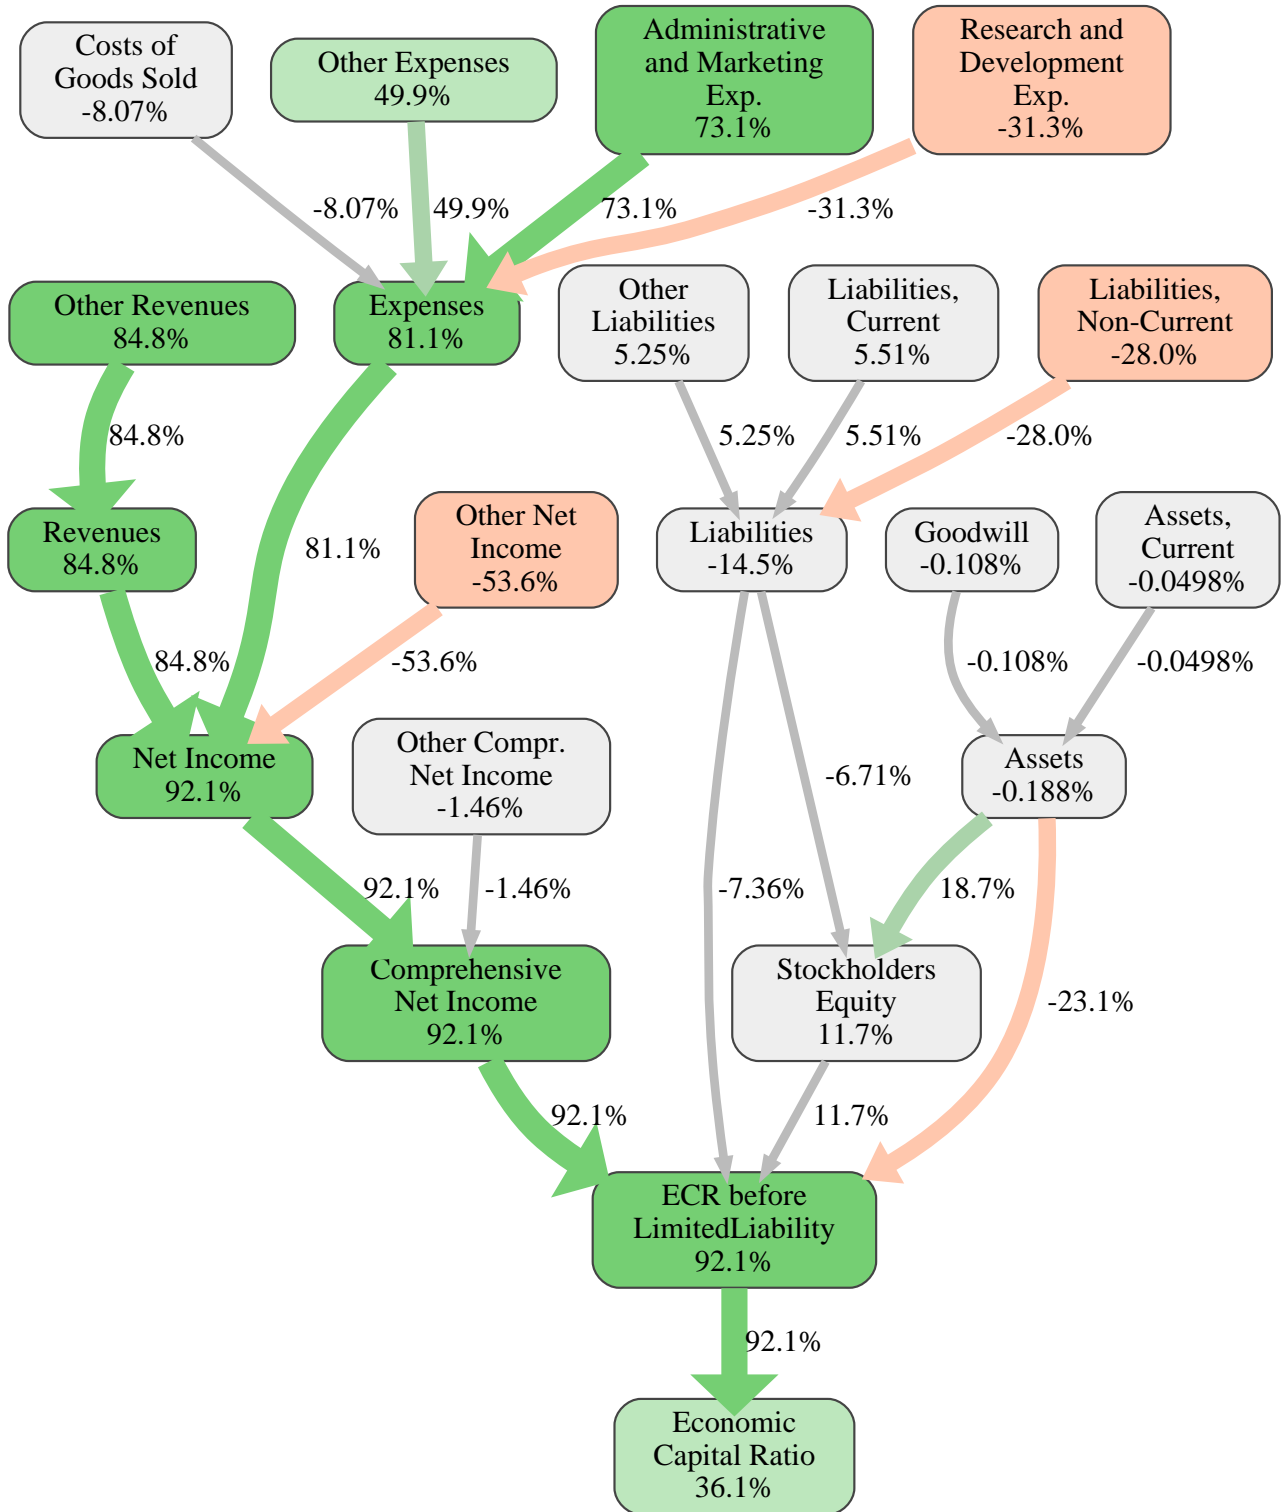 Costs of
Goods Sold
-8.07%
Other Expenses
49.9%
Administrative
and Marketing
Exp.
73.1%
Research and
Development
Exp.
-31.3%
-8.07%
49.9%
73.1%
-31.3%
Other Revenues
84.8%
Expenses
81.1%
Other
Liabilities
5.25%
Liabilities,
Current
5.51%
Liabilities,
Non-Current
-28.0%
84.8%
5.25%
5.51%
-28.0%
Revenues
84.8%
81.1%
Other Net
Income
-53.6%
Liabilities
-14.5%
Goodwill
-0.108%
Assets,
Current
-0.0498%
84.8%
-53.6%
-0.108%
-0.0498%
Net Income
92.1%
Other Compr.
Net Income
-1.46%
-6.71%
Assets
-0.188%
92.1%
-1.46%
-7.36%
18.7%
Comprehensive
Net Income
92.1%
Stockholders
Equity
11.7%
-23.1%
92.1%
11.7%
ECR before
LimitedLiability
92.1%
92.1%
Economic
Capital Ratio
36.1%